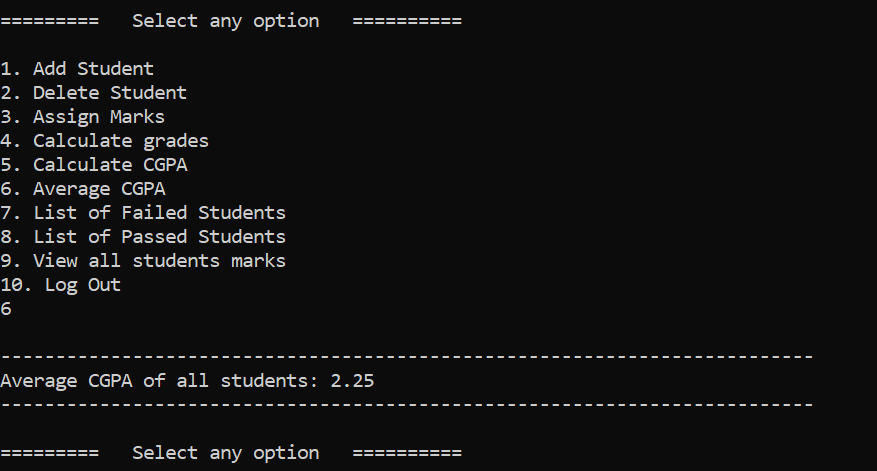 =========   Select any option   ==========
1. Add Student
2. Delete Student
3. Assign Marks
4. Calculate grades
5. Calculate CGPA
6. Average CGPA
7. List of Failed Students
8. List of Passed Students
9. View all students marks
10. Log Out
6
--------------------------------------------------------------------------
Average CGPA of all students: 2.25
--------------------------------------------------------------------------
=========   Select any option   ==========